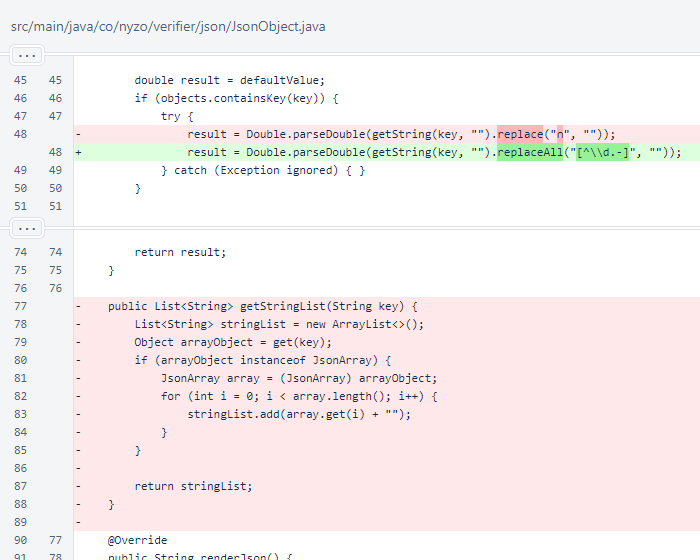 src/main/java/co/nyzo/verifier/json/JsonObject.java
...
45 45 double result = defaultValue;
46 46 if (objects.containsKey(key)) {
47 47 try {
48 - result = Double.parseDouble(getString(key, "").replace("n", ""));
48 + result = Double.parseDouble(getString(key, "").replaceAll("[^\\d.-]", ""));
49 49 } catch (Exception ignored) { }
50 50 }
51 51
...
74 74 return result;
75 75 }
76 76
77 - public List<String> getStringList(String key) {
78 - List<String> stringList = new ArrayList<>();
79 - Object arrayObject = get(key);
80 - if (arrayObject instanceof JsonArray) {
81 - JsonArray array = (JsonArray) arrayObject;
82 - for (int i = 0; i < array.length(); i++) {
83 - stringList.add(array.get(i) + "");
84 - }
85 - }
86 -
87 - return stringList;
88 - }
89 -
90 77 @Override
91 78 public String renderJson() {